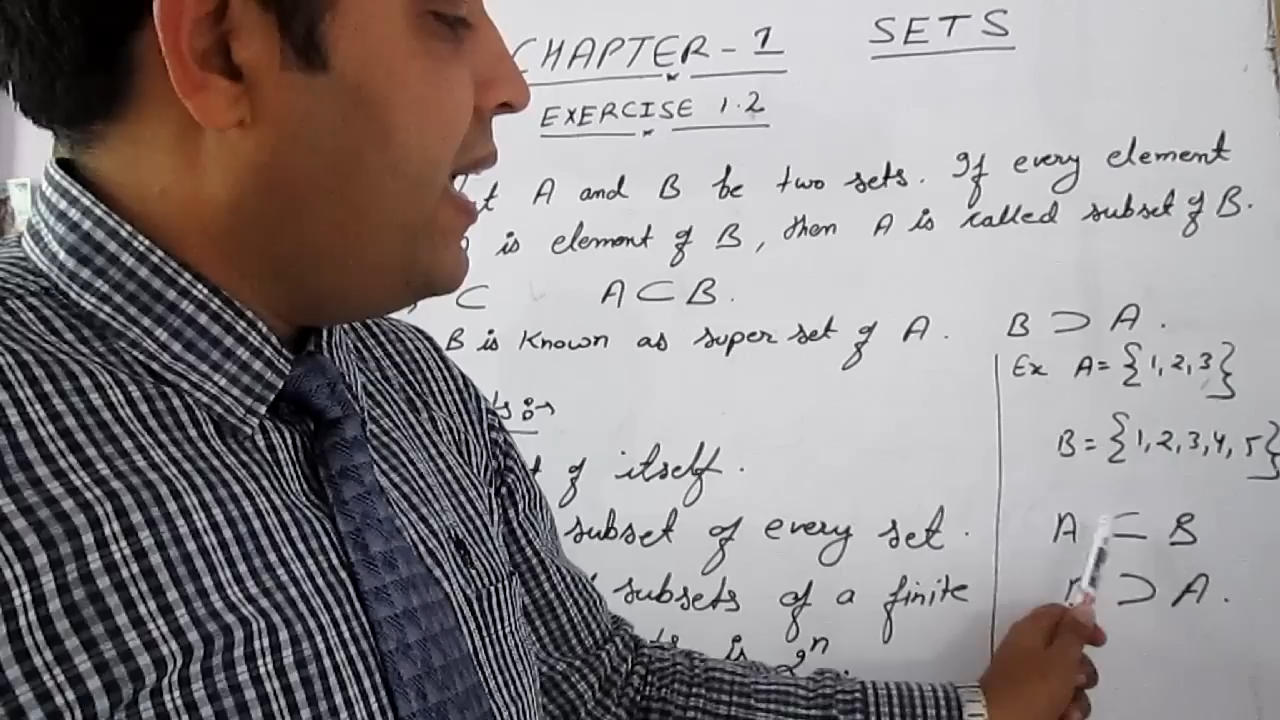 CHAPTER - 1 SETS
EXERCISE 1.2
A and B be two sets. If every element
is element of B, then A is called subset of B.
⊂ A ⊂ B.
B is known as super set of A. B ⊃ A.
of itself.
subset of every set.
subsets of a finite
is 2ⁿ.
Ex A = {1, 2, 3}
B = {1, 2, 3, 4, 5}
A ⊂ B
⊃ A.